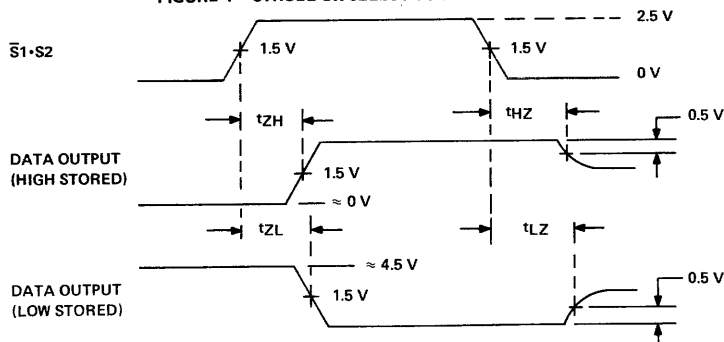 S̅1•S2
1.5 V
1.5 V
2.5 V
0 V
tZH
tHZ
0.5 V
DATA OUTPUT
(HIGH STORED)
1.5 V
≈ 0 V
tZL
tLZ
≈ 4.5 V
0.5 V
DATA OUTPUT
(LOW STORED)
1.5 V